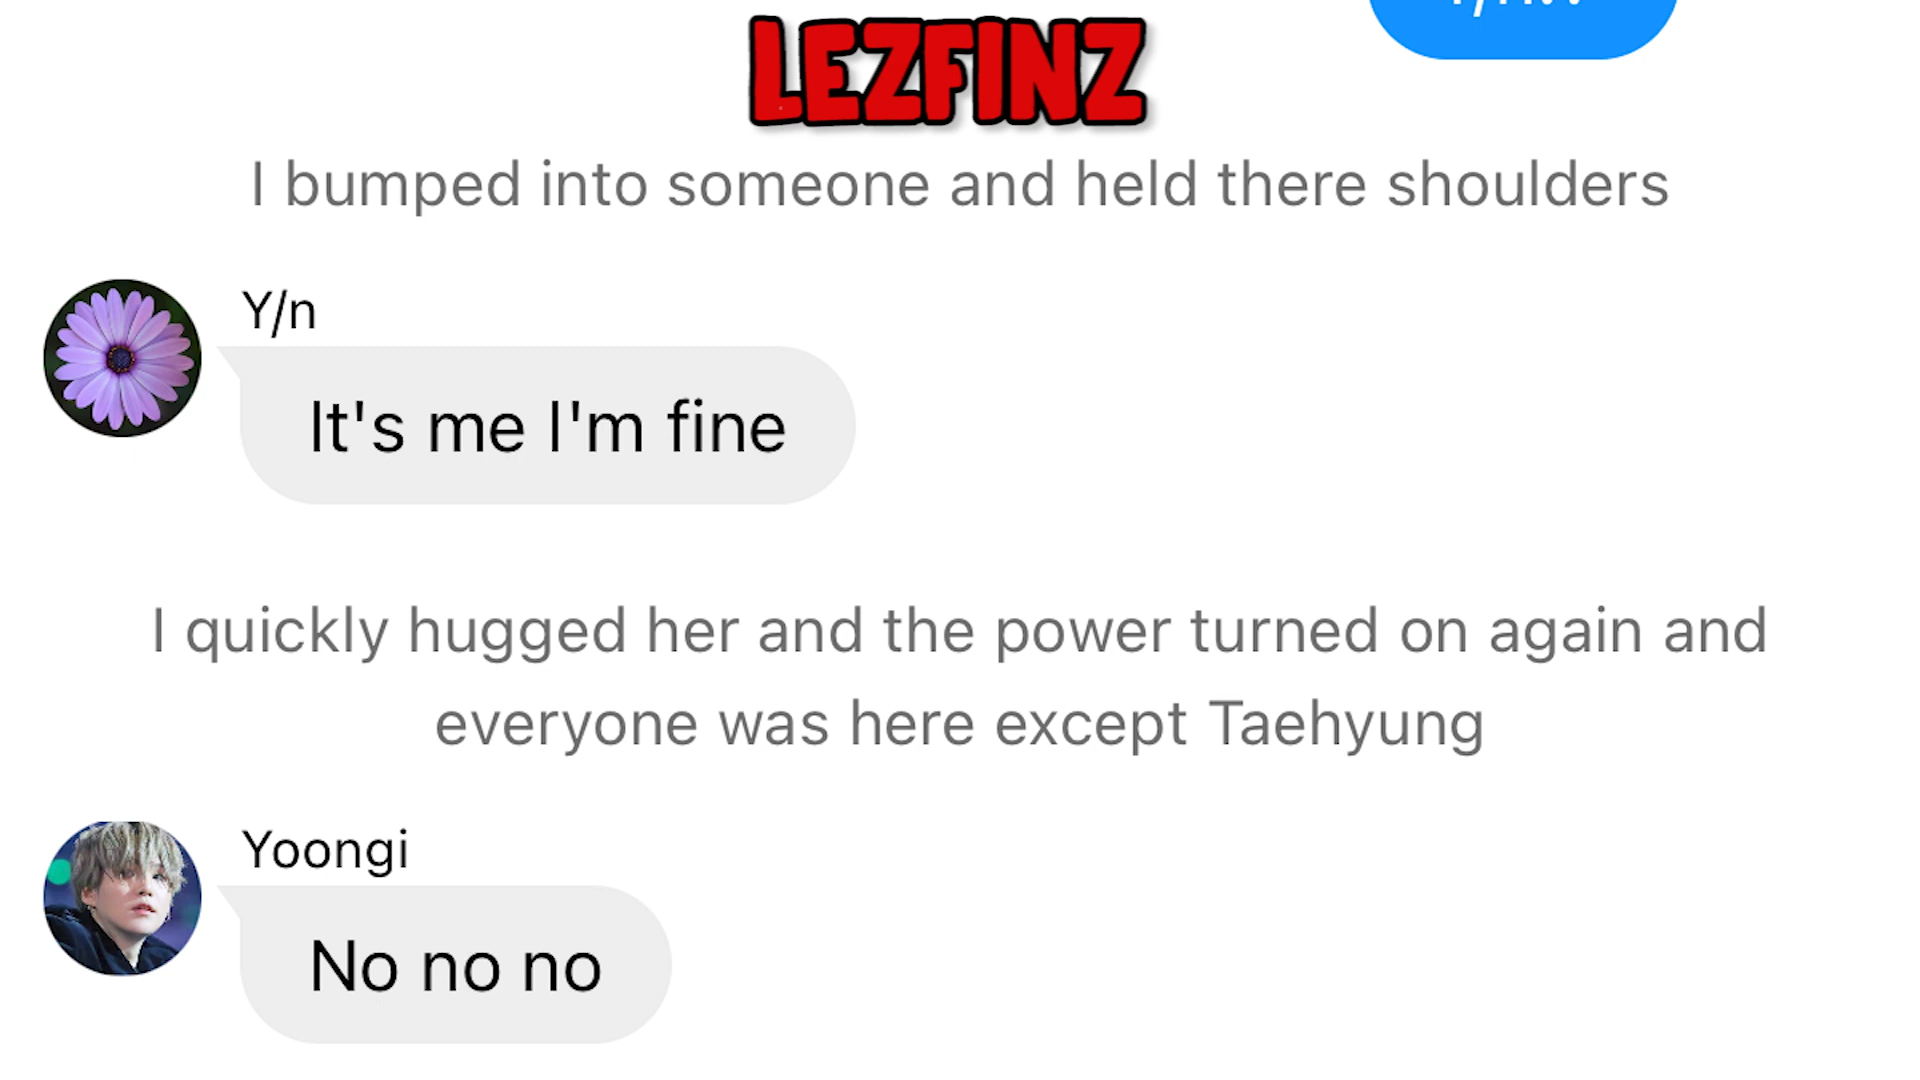 LEZFINZ
I bumped into someone and held there shoulders
Y/n
It's me I'm fine
I quickly hugged her and the power turned on again and
everyone was here except Taehyung
Yoongi
No no no